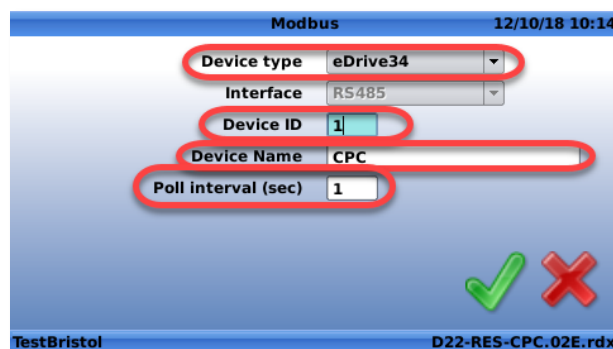 Modbus 12/10/18 10:14
Device type eDrive34
Interface RS485
Device ID 1
Device Name CPC
Poll interval (sec) 1
TestBristol D22-RES-CPC.02E.rdx